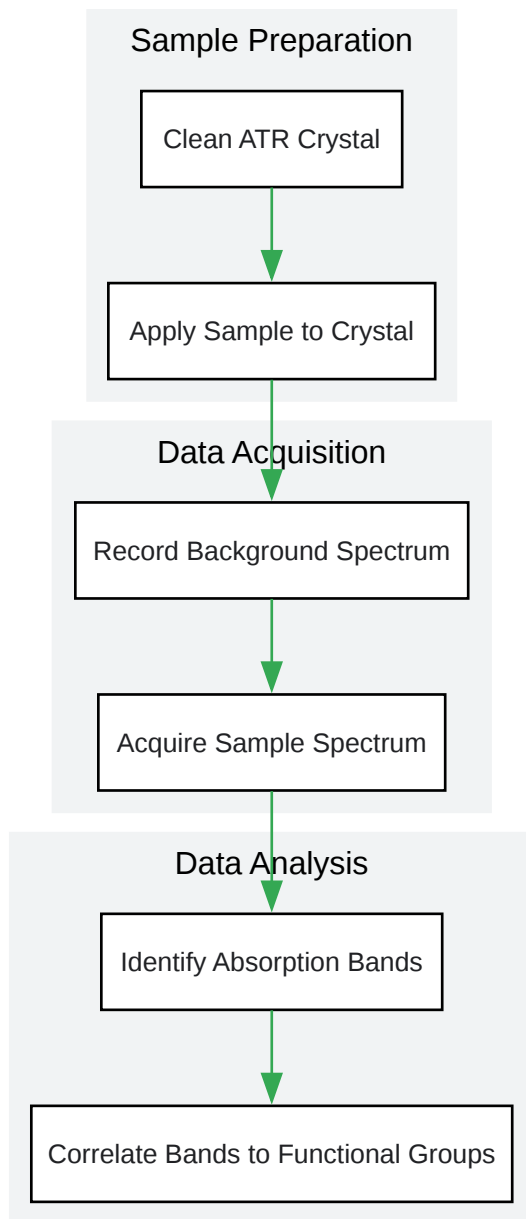 Sample Preparation
Clean ATR Crystal
Apply Sample to Crystal
Data Acquisition
Record Background Spectrum
Acquire Sample Spectrum
Data Analysis
Identify Absorption Bands
Correlate Bands to Functional Groups